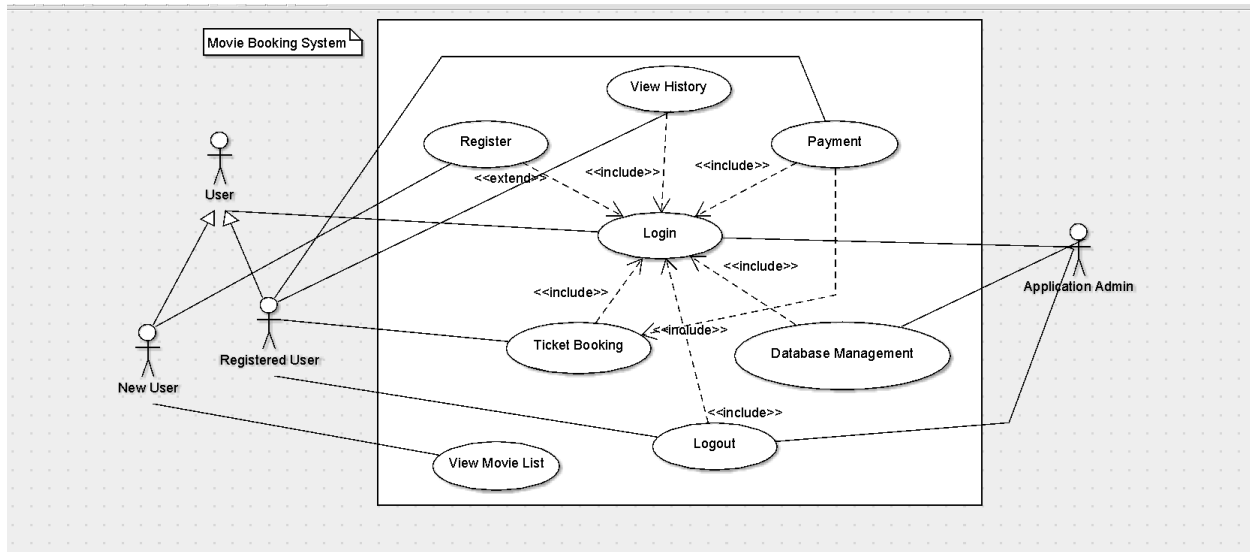 Movie Booking System
View History
Register
Payment
<<extend>>
<<include>>
<<include>>
User
Login
<<include>>
Application Admin
<<include>>
<<include>>
Ticket Booking
Database Management
Registered User
New User
<<include>>
Logout
View Movie List